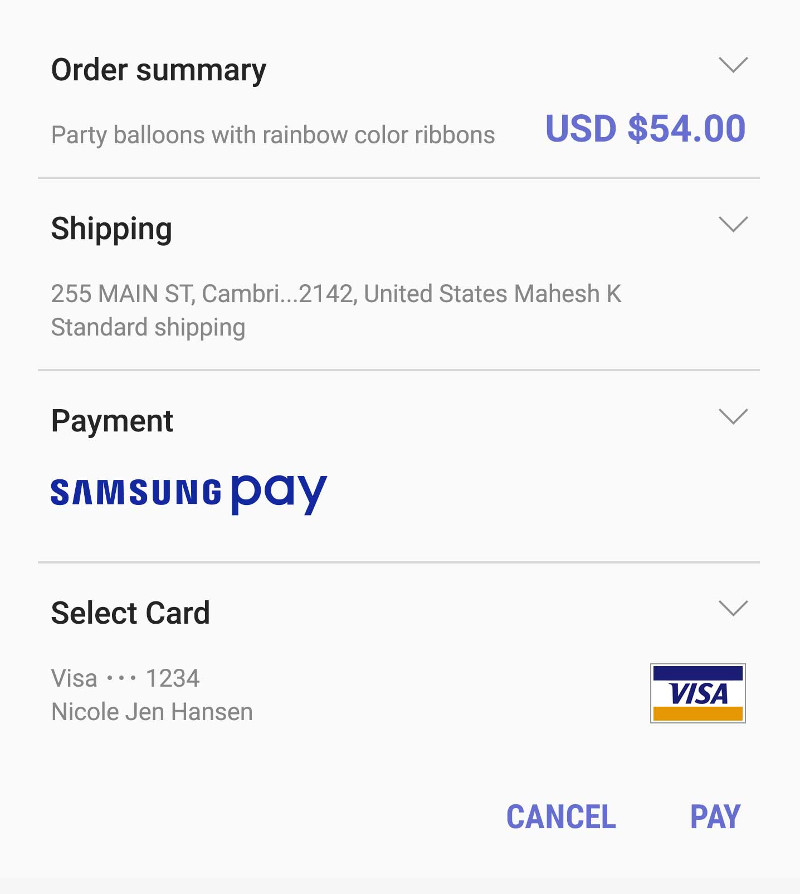 Order summary
Party balloons with rainbow color ribbons USD $54.00
Shipping
255 MAIN ST, Cambri...2142, United States Mahesh K
Standard shipping
Payment
SAMSUNG pay
Select Card
Visa ··· 1234
Nicole Jen Hansen
VISA
CANCEL PAY